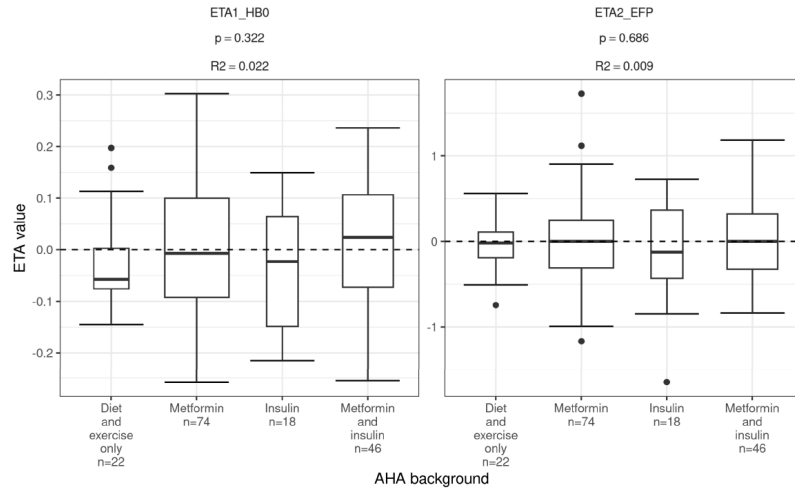 ETA1_HB0
p = 0.322
R2 = 0.022
ETA2_EFP
p = 0.686
R2 = 0.009
ETA value
0.3
0.2
0.1
0.0
-0.1
-0.2
1
0
-1
Diet
and
exercise
only
n=22
Metformin
n=74
Insulin
n=18
Metformin
and
insulin
n=46
Diet
and
exercise
only
n=22
Metformin
n=74
Insulin
n=18
Metformin
and
insulin
n=46
AHA background